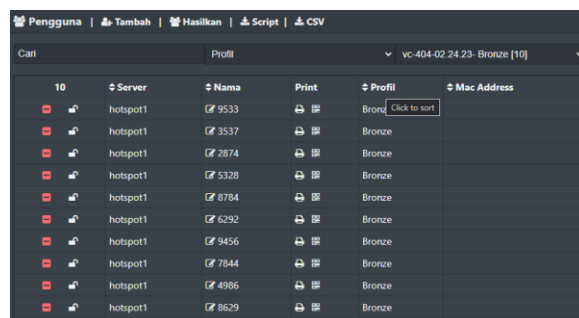 Pengguna | Tambah | Hasilkan | Script | CSV
Cari Profil vc-404-02.24.23- Bronze [10]
10 Server Nama Print Profil Mac Address
hotspot1 9533 Bronz Click to sort
hotspot1 3537 Bronze
hotspot1 2874 Bronze
hotspot1 5328 Bronze
hotspot1 8784 Bronze
hotspot1 6292 Bronze
hotspot1 9456 Bronze
hotspot1 7844 Bronze
hotspot1 4986 Bronze
hotspot1 8629 Bronze